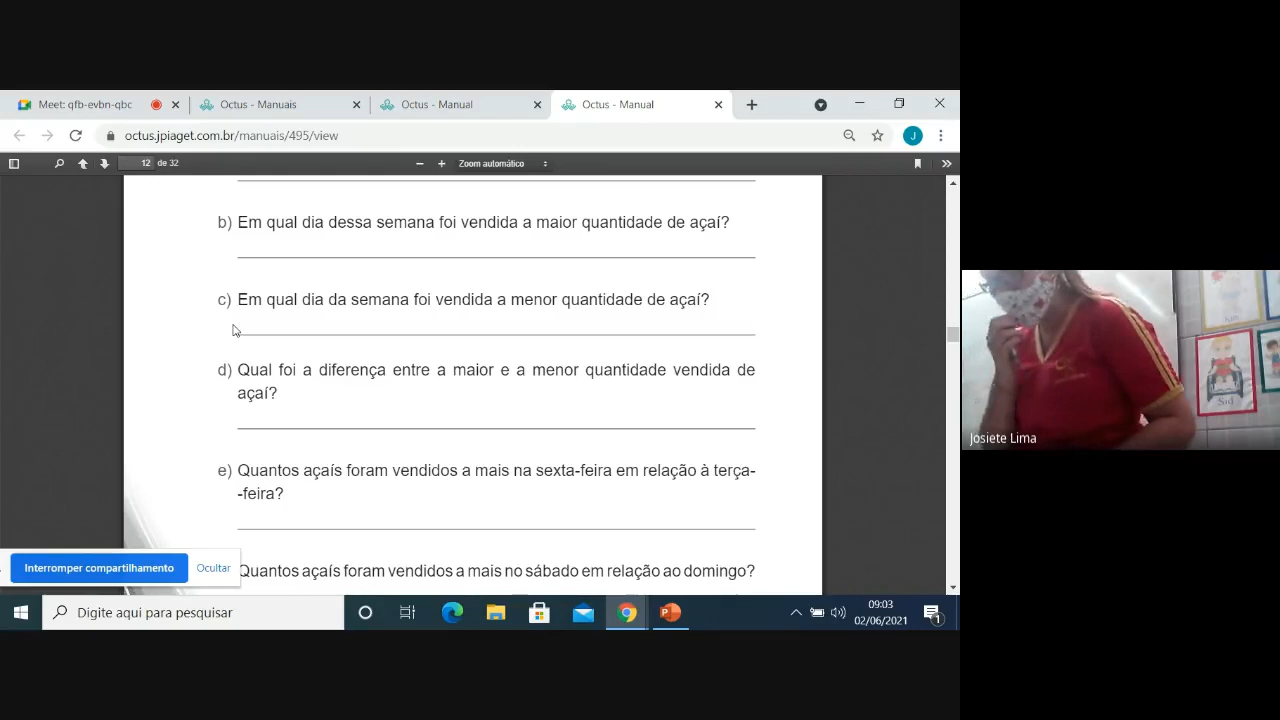 Meet: qfb-evbn-qbc
Octus - Manuais
Octus - Manual
Octus - Manual
octus.jpiaget.com.br/manuais/495/view
J
12 de 32
Zoom automático
b) Em qual dia dessa semana foi vendida a maior quantidade de açaí?
c) Em qual dia da semana foi vendida a menor quantidade de açaí?
d) Qual foi a diferença entre a maior e a menor quantidade vendida de
açaí?
e) Quantos açaís foram vendidos a mais na sexta-feira em relação à terça-
-feira?
Quantos açaís foram vendidos a mais no sábado em relação ao domingo?
Interromper compartilhamento
Ocultar
Digite aqui para pesquisar
09:03
02/06/2021
1
Josiete Lima
Sid